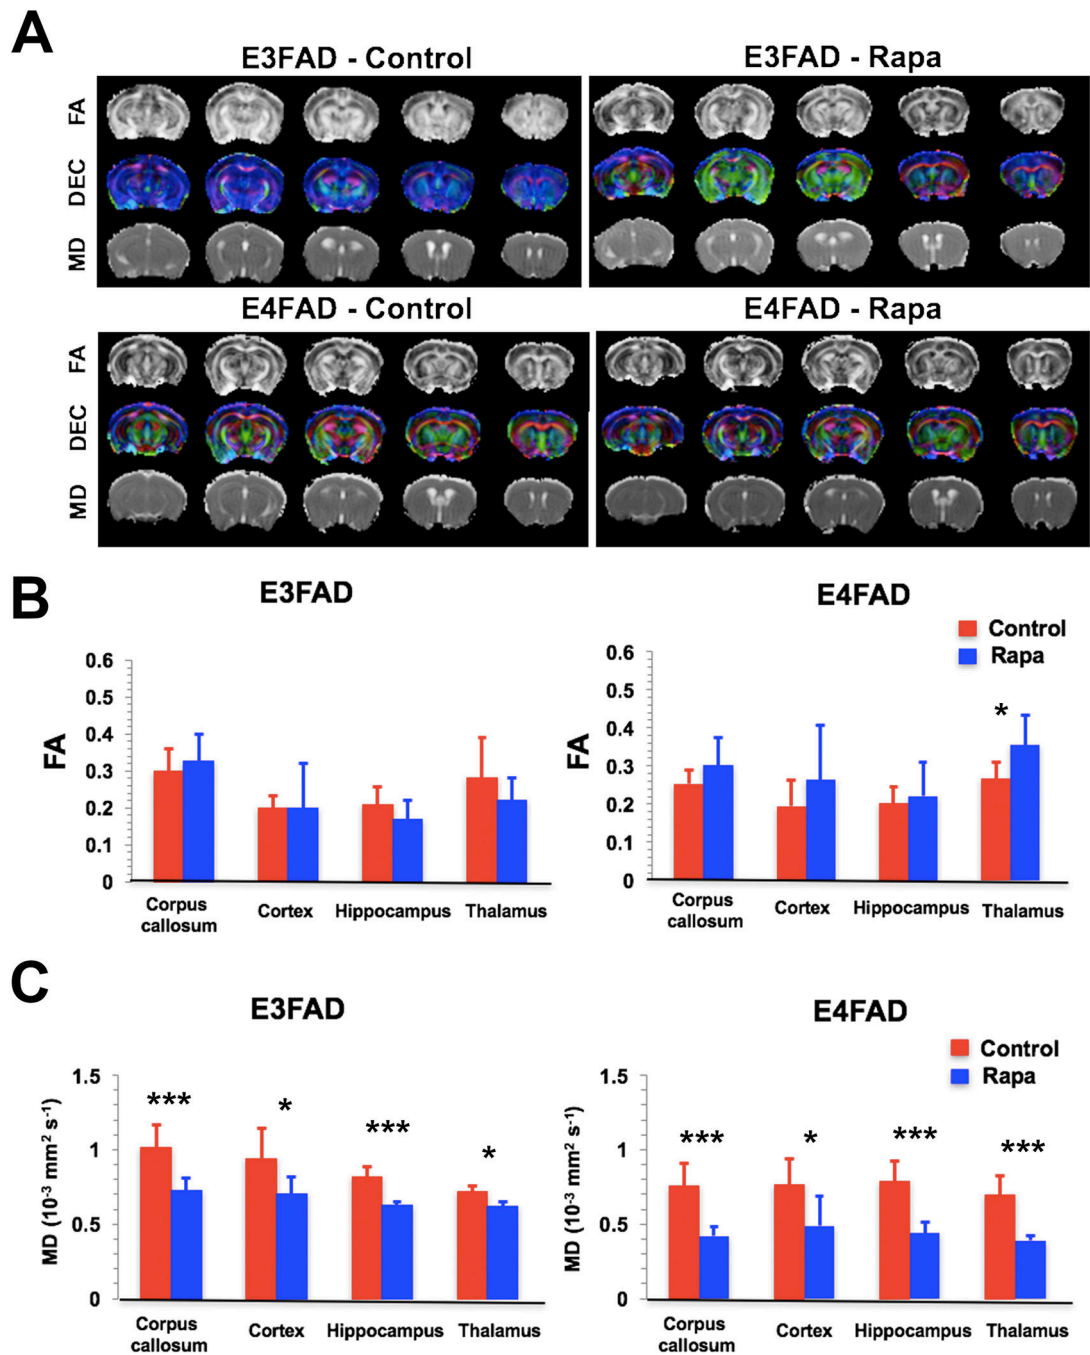 A
E3FAD - Control
E3FAD - Rapa
FA
DEC
MD
E4FAD - Control
E4FAD - Rapa
FA
DEC
MD
B
E3FAD
E4FAD
Control
Rapa
FA
0.6
0.5
0.4
0.3
0.2
0.1
0
Corpus
callosum
Cortex
Hippocampus
Thalamus
FA
0.6
0.5
0.4
0.3
0.2
0.1
0
*
Corpus
callosum
Cortex
Hippocampus
Thalamus
C
E3FAD
E4FAD
Control
Rapa
MD (10⁻³ mm² s⁻¹)
1.5
1
0.5
0
***
*
***
*
Corpus
callosum
Cortex
Hippocampus
Thalamus
MD (10⁻³ mm² s⁻¹)
1.5
1
0.5
0
***
*
***
***
Corpus
callosum
Cortex
Hippocampus
Thalamus